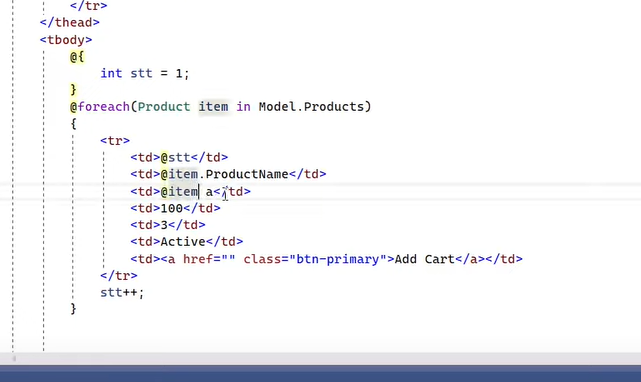 </tr>
</thead>
<tbody>
@{
int stt = 1;
}
@foreach(Product item in Model.Products)
{
<tr>
<td>@stt</td>
<td>@item.ProductName</td>
<td>@item a</td>
<td>100</td>
<td>3</td>
<td>Active</td>
<td><a href="" class="btn-primary">Add Cart</a></td>
</tr>
stt++;
}